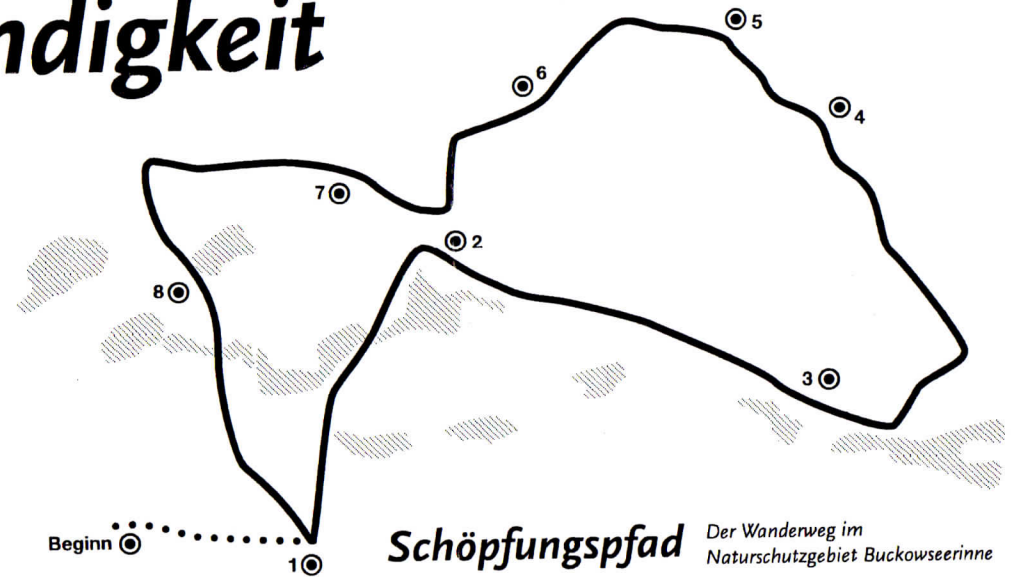 ndigkeit
5
6
4
7
2
8
3
Beginn
1
Schöpfungspfad
Der Wanderweg im
Naturschutzgebiet Buckowseerinne